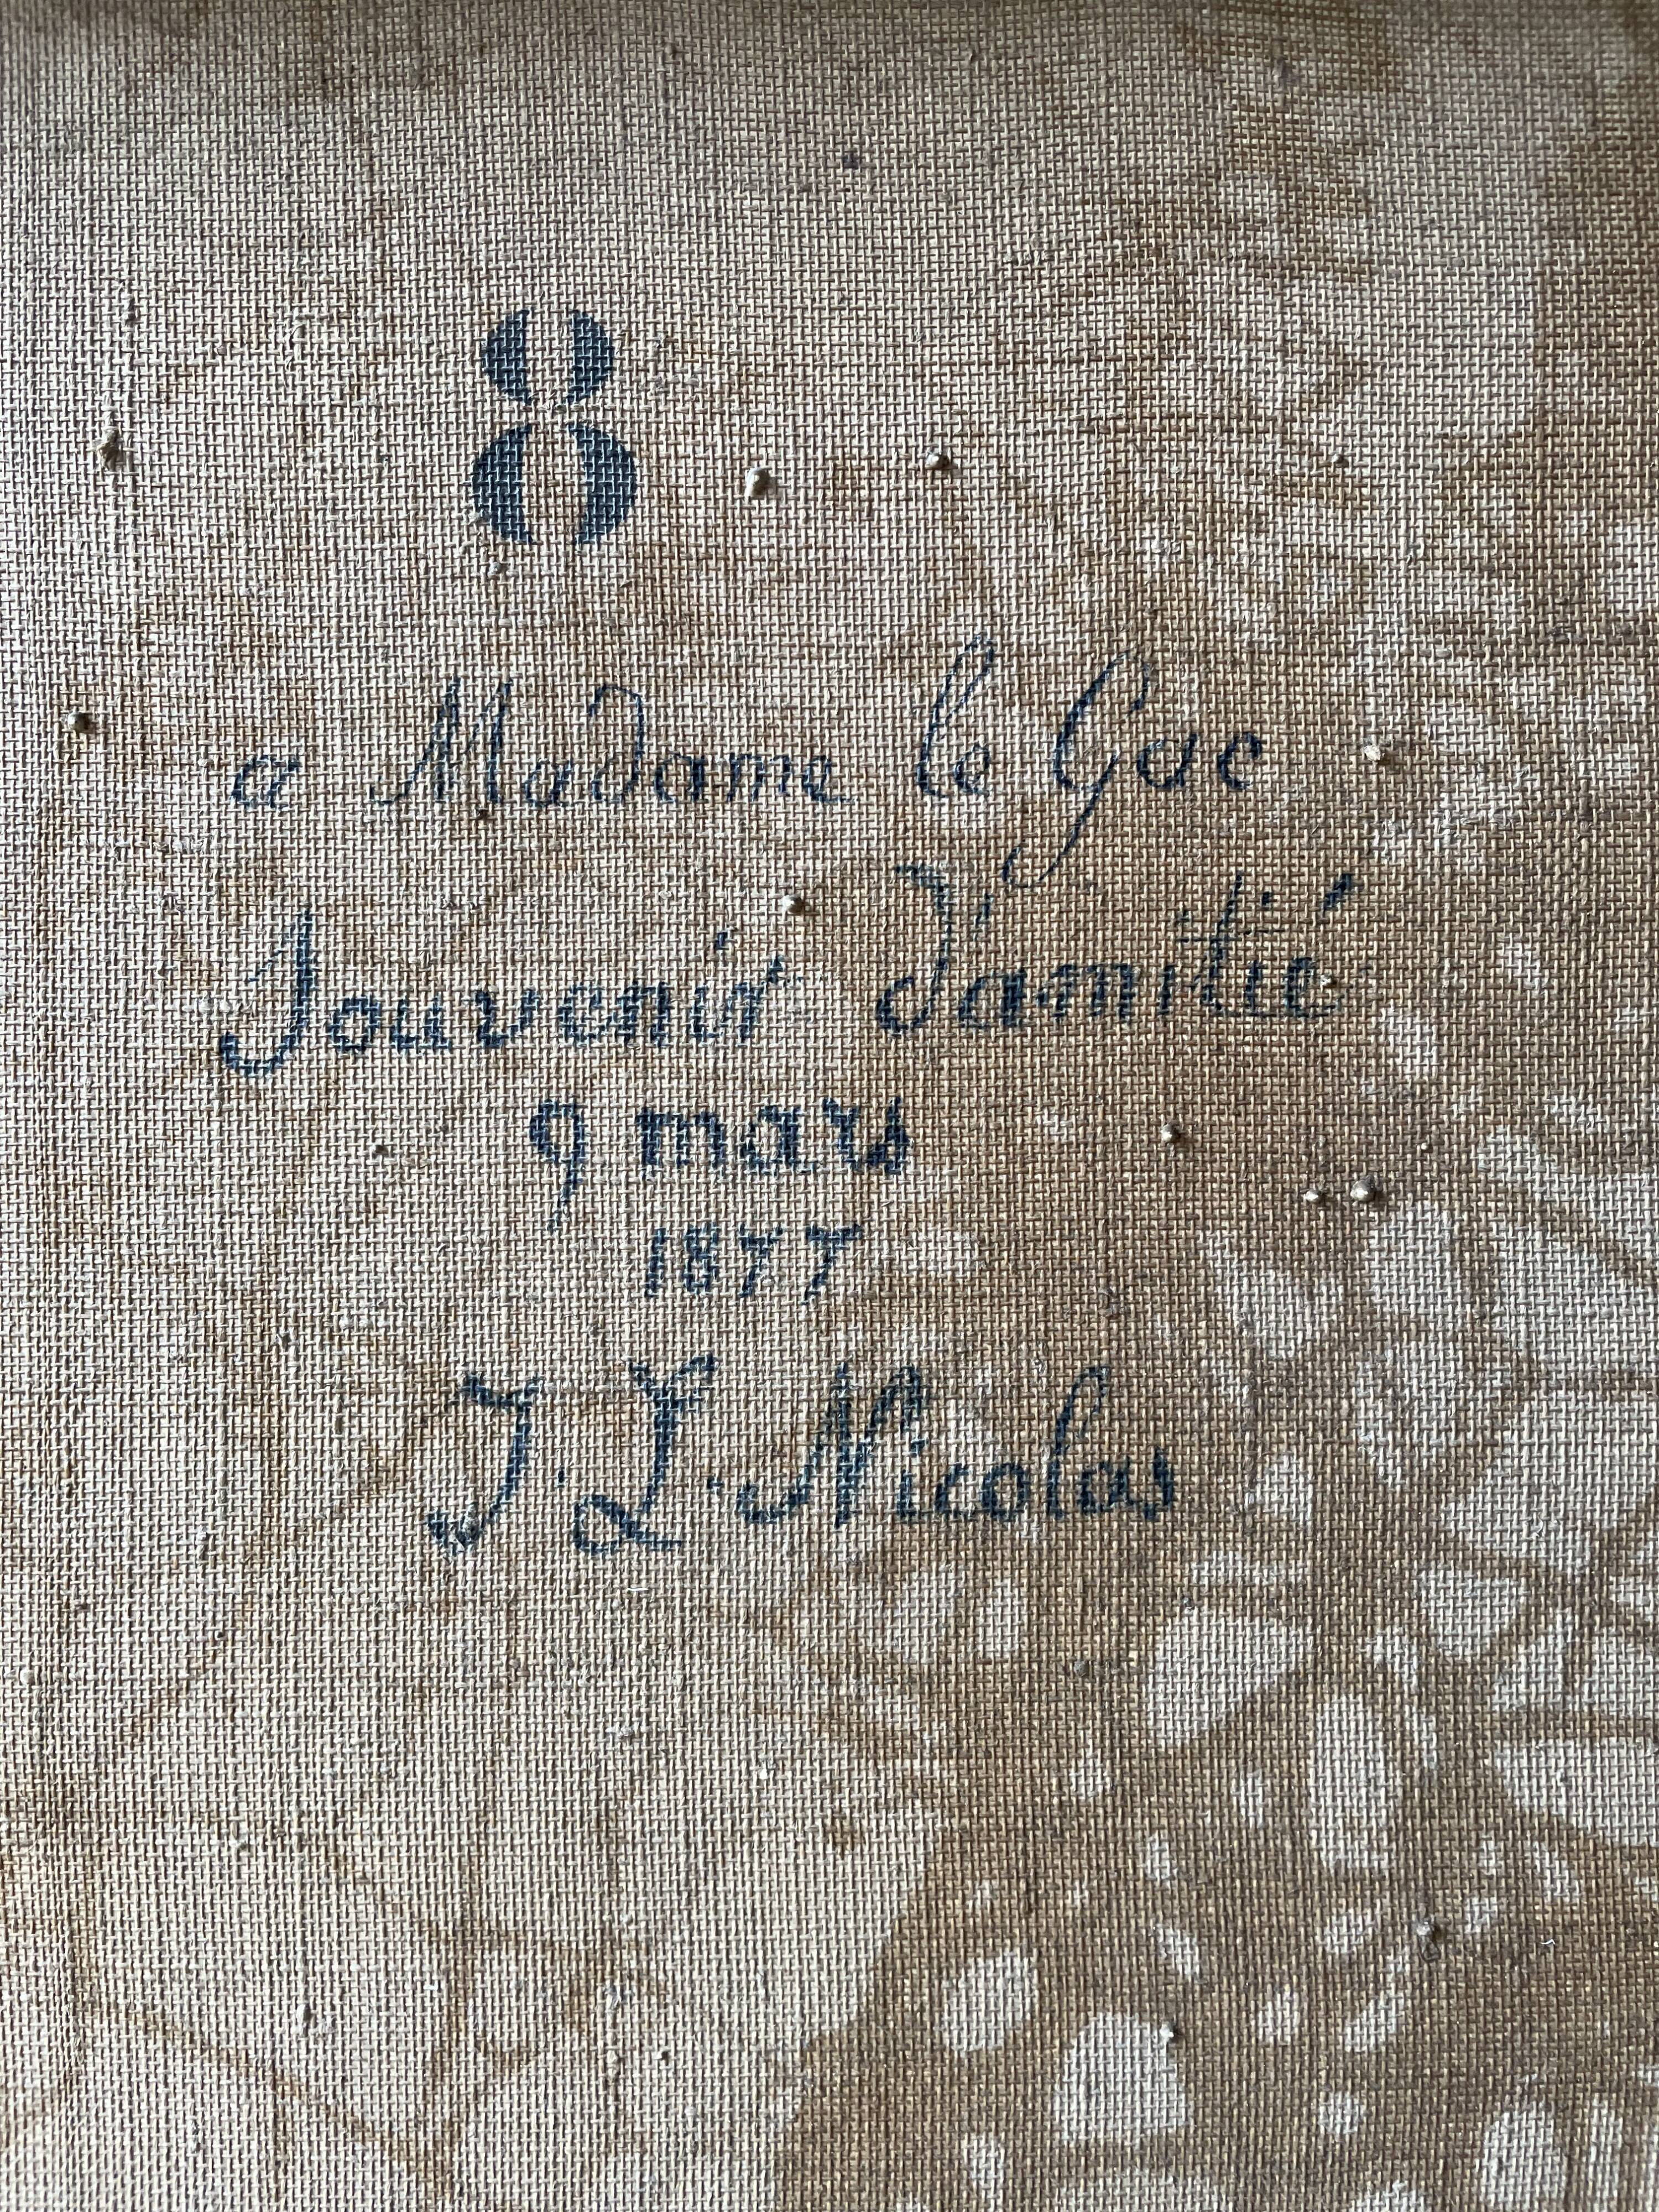 8
a Madame le Gac
Souvenir d'amitié
9 mars
1877
J. L. Nicolas